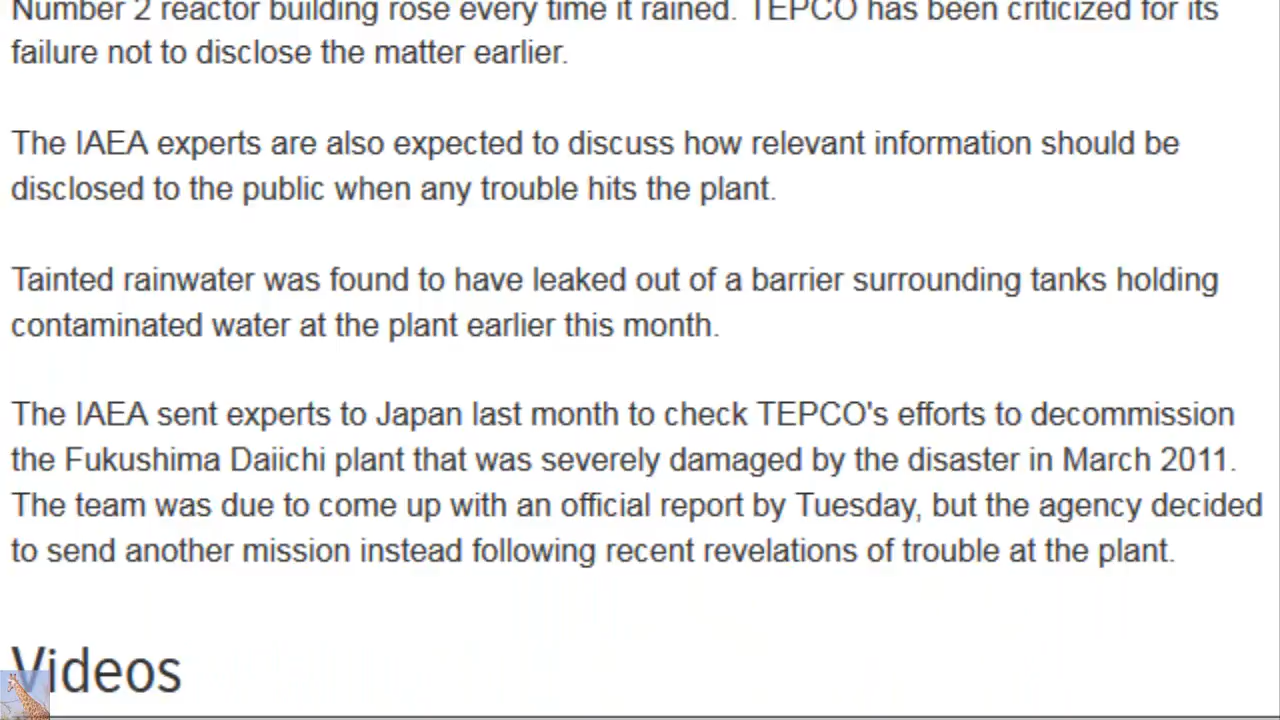 Number 2 reactor building rose every time it rained. TEPCO has been criticized for its
failure not to disclose the matter earlier.
The IAEA experts are also expected to discuss how relevant information should be
disclosed to the public when any trouble hits the plant.
Tainted rainwater was found to have leaked out of a barrier surrounding tanks holding
contaminated water at the plant earlier this month.
The IAEA sent experts to Japan last month to check TEPCO's efforts to decommission
the Fukushima Daiichi plant that was severely damaged by the disaster in March 2011.
The team was due to come up with an official report by Tuesday, but the agency decided
to send another mission instead following recent revelations of trouble at the plant.
Videos